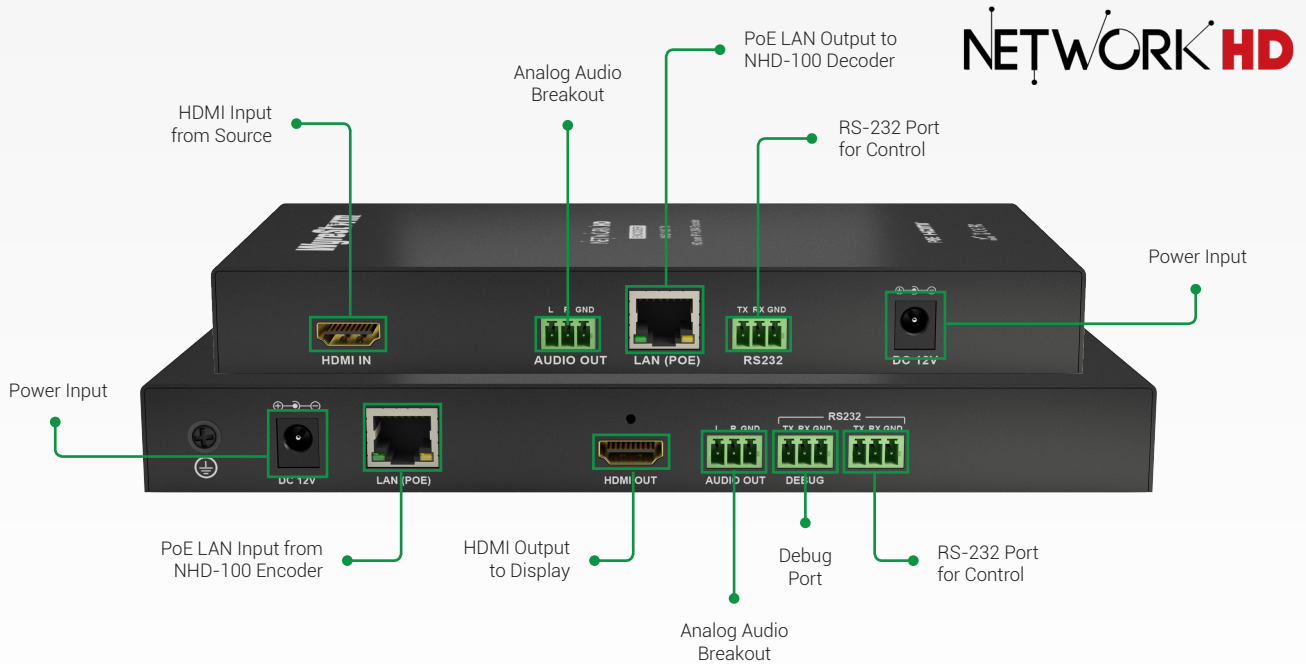 NETWORK HD
PoE LAN Output to
NHD-100 Decoder
Analog Audio
Breakout
HDMI Input
from Source
RS-232 Port
for Control
Power Input
WyreStorm
NETWORK HD
ENCODER
L R GND
TX RX GND
HDMI IN
AUDIO OUT
LAN (POE)
RS232
DC 12V
Power Input
RS232
L R GND
TX RX GND
TX RX GND
DC 12V
LAN (POE)
HDMI OUT
AUDIO OUT
DEBUG
PoE LAN Input from
NHD-100 Encoder
HDMI Output
to Display
Debug
Port
RS-232 Port
for Control
Analog Audio
Breakout